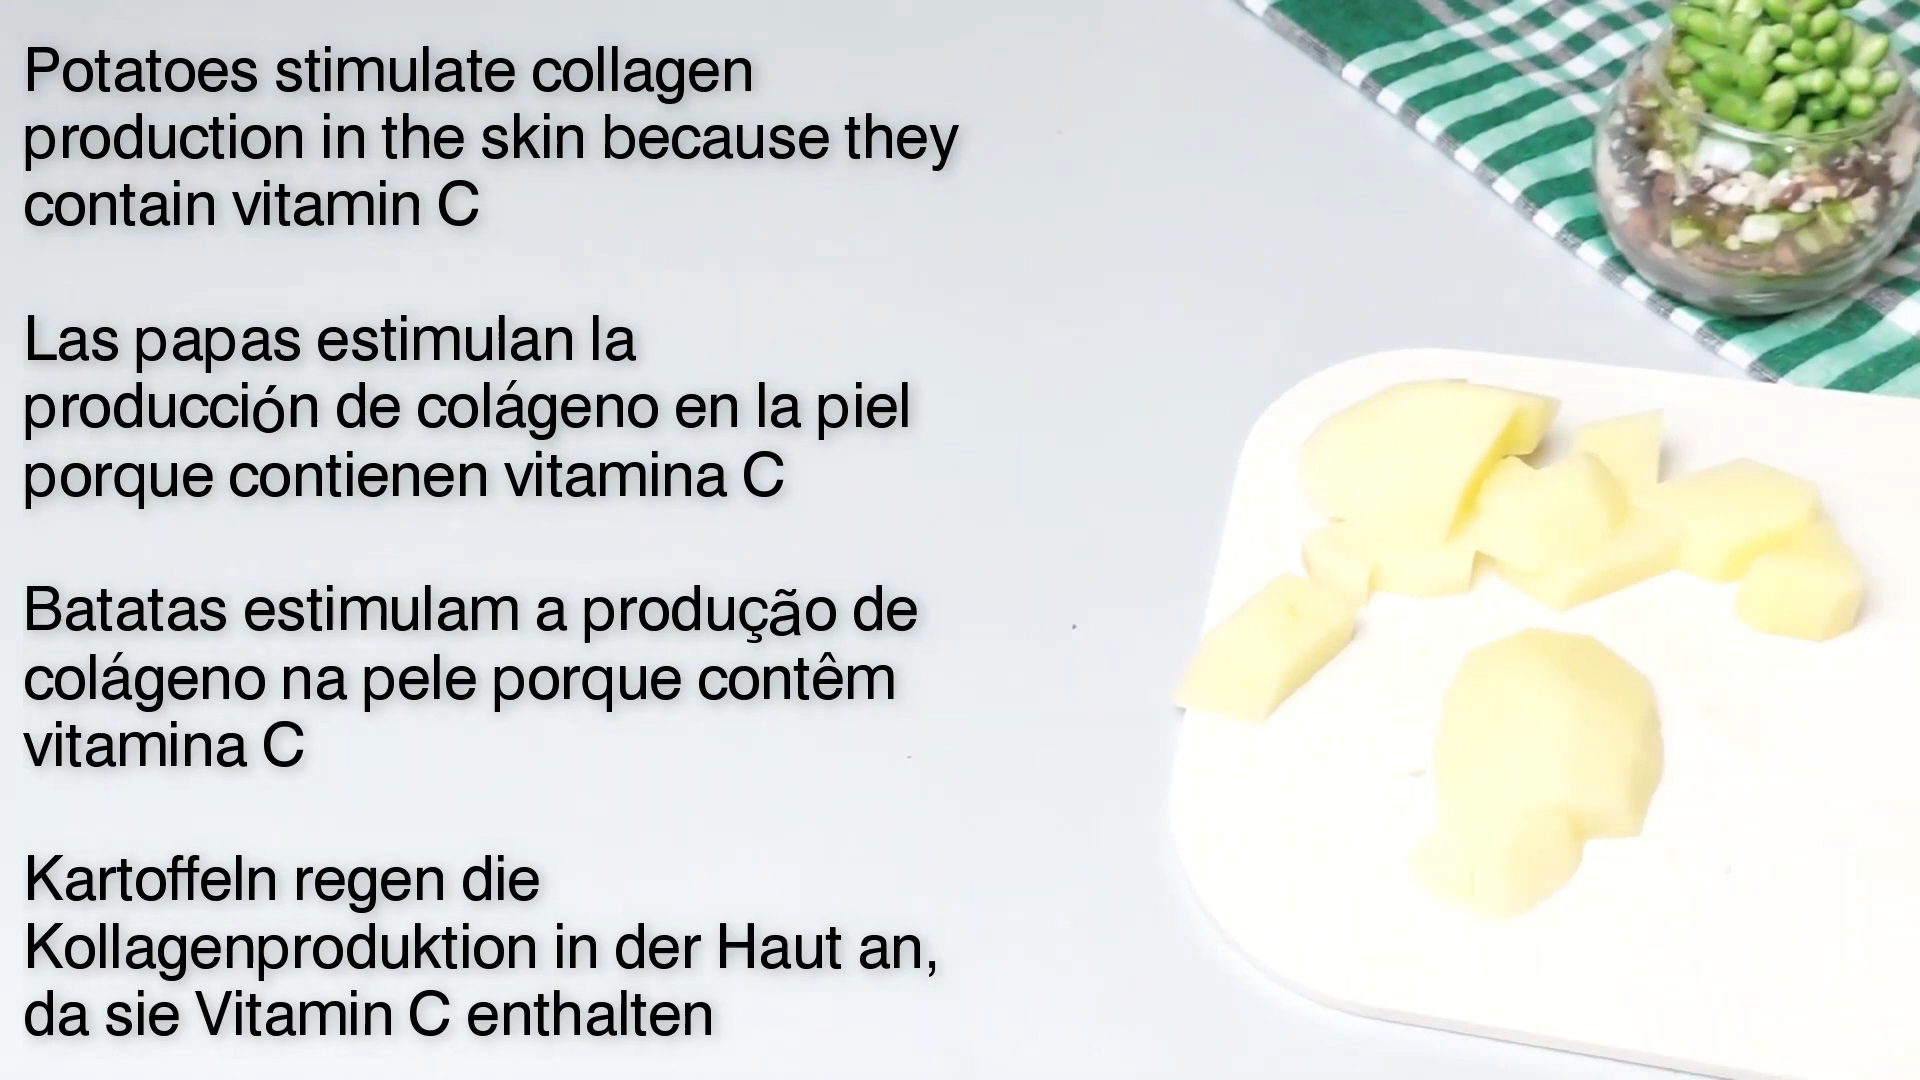 Potatoes stimulate collagen
production in the skin because they
contain vitamin C
Las papas estimulan la
producción de colágeno en la piel
porque contienen vitamina C
Batatas estimulam a produção de
colágeno na pele porque contêm
vitamina C
Kartoffeln regen die
Kollagenproduktion in der Haut an,
da sie Vitamin C enthalten